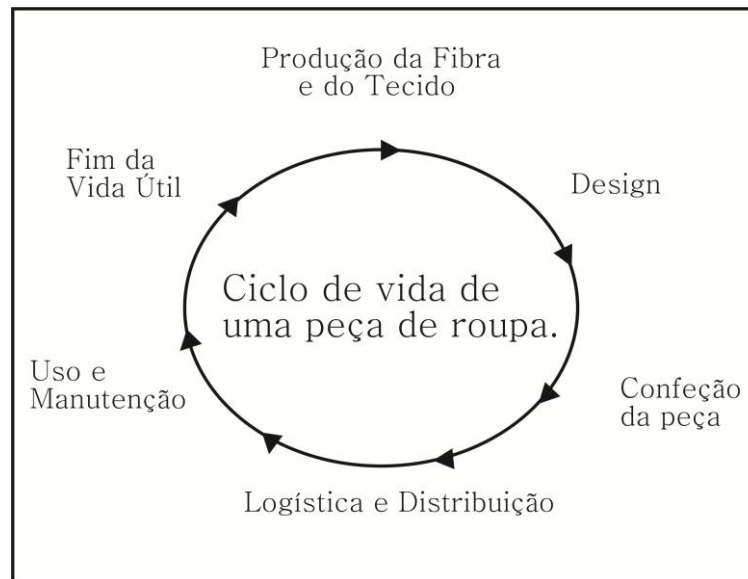 Produção da Fibra
e do Tecido
Fim da
Vida Útil
Design
Ciclo de vida de
uma peça de roupa.
Uso e
Manutenção
Confeção
da peça
Logística e Distribuição